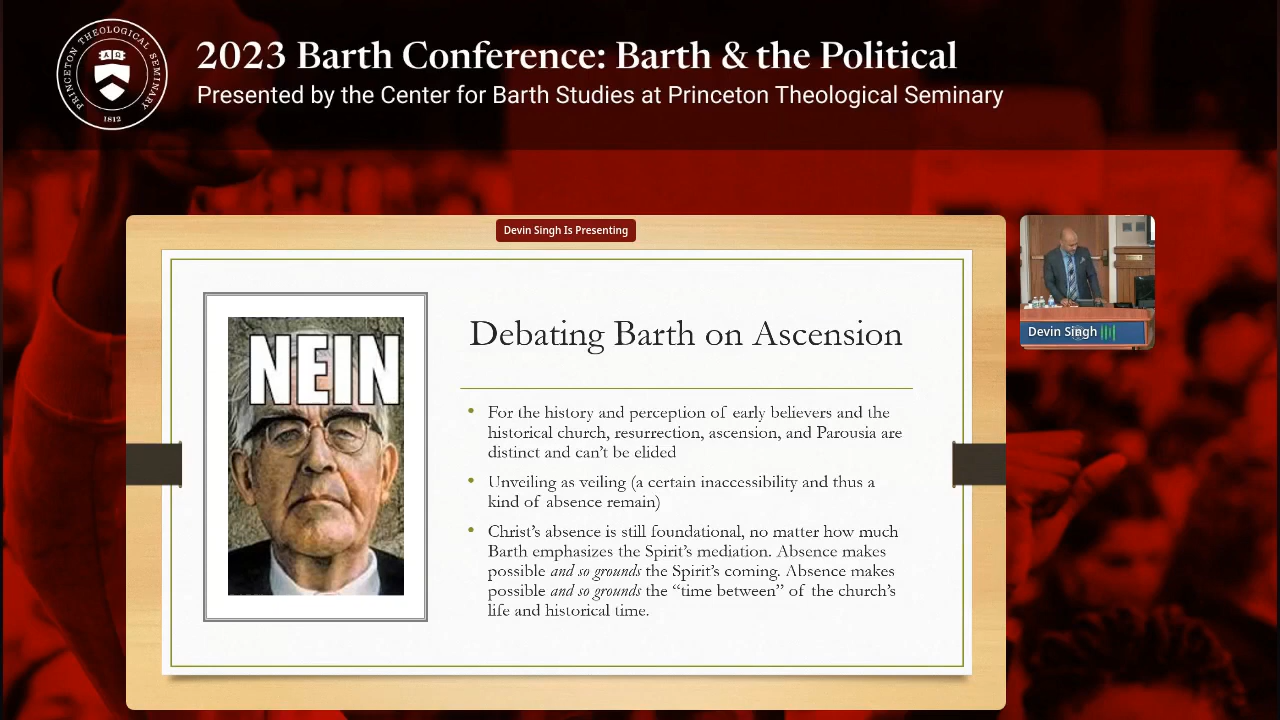 PRINCETON THEOLOGICAL SEMINARY
1812
2023 Barth Conference: Barth & the Political
Presented by the Center for Barth Studies at Princeton Theological Seminary
Devin Singh Is Presenting
NEIN
Debating Barth on Ascension
• For the history and perception of early believers and the
historical church, resurrection, ascension, and Parousia are
distinct and can't be elided
• Unveiling as veiling (a certain inaccessibility and thus a
kind of absence remain)
• Christ's absence is still foundational, no matter how much
Barth emphasizes the Spirit's mediation. Absence makes
possible and so grounds the Spirit's coming. Absence makes
possible and so grounds the “time between” of the church's
life and historical time.
Devin Singh